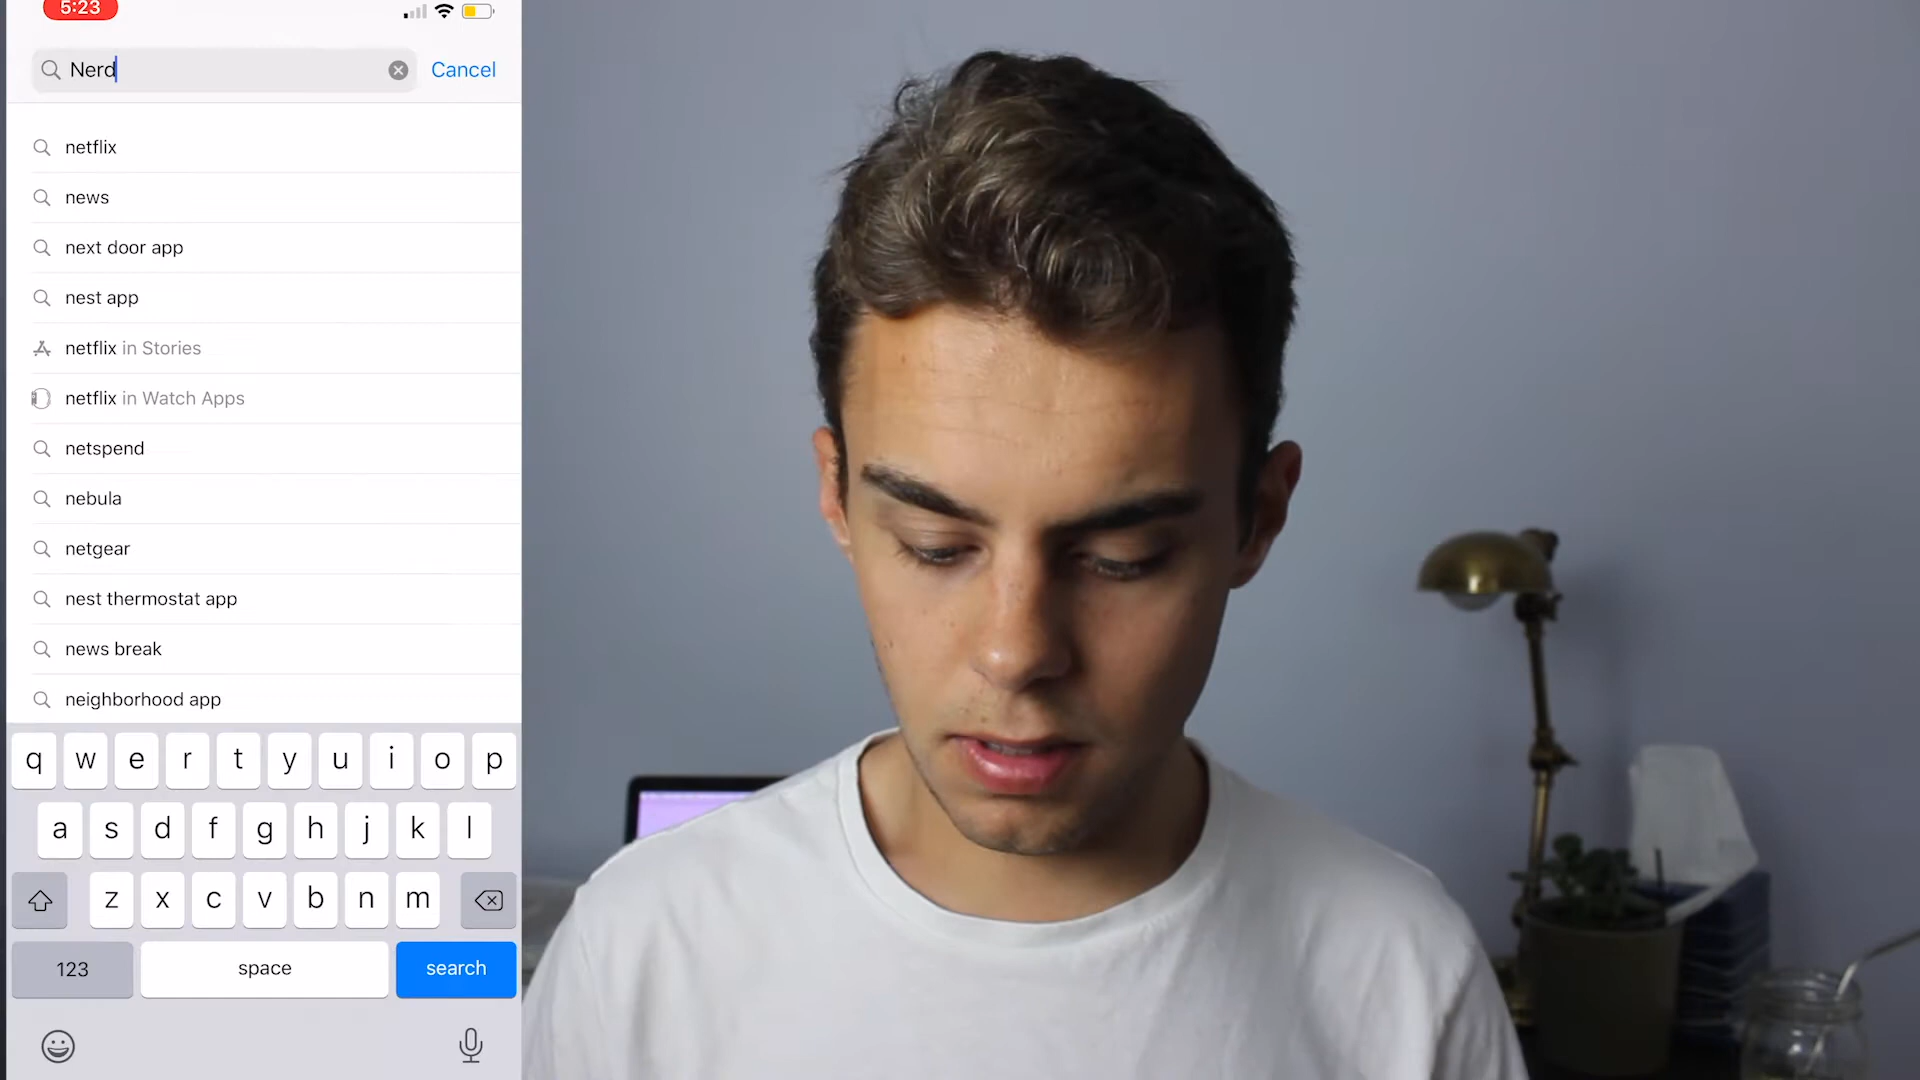 5:23
Nerd
Cancel
netflix
news
next door app
nest app
netflix in Stories
netflix in Watch Apps
netspend
nebula
netgear
nest thermostat app
news break
neighborhood app
q w e r t y u i o p
a s d f g h j k l
z x c v b n m
123 space search